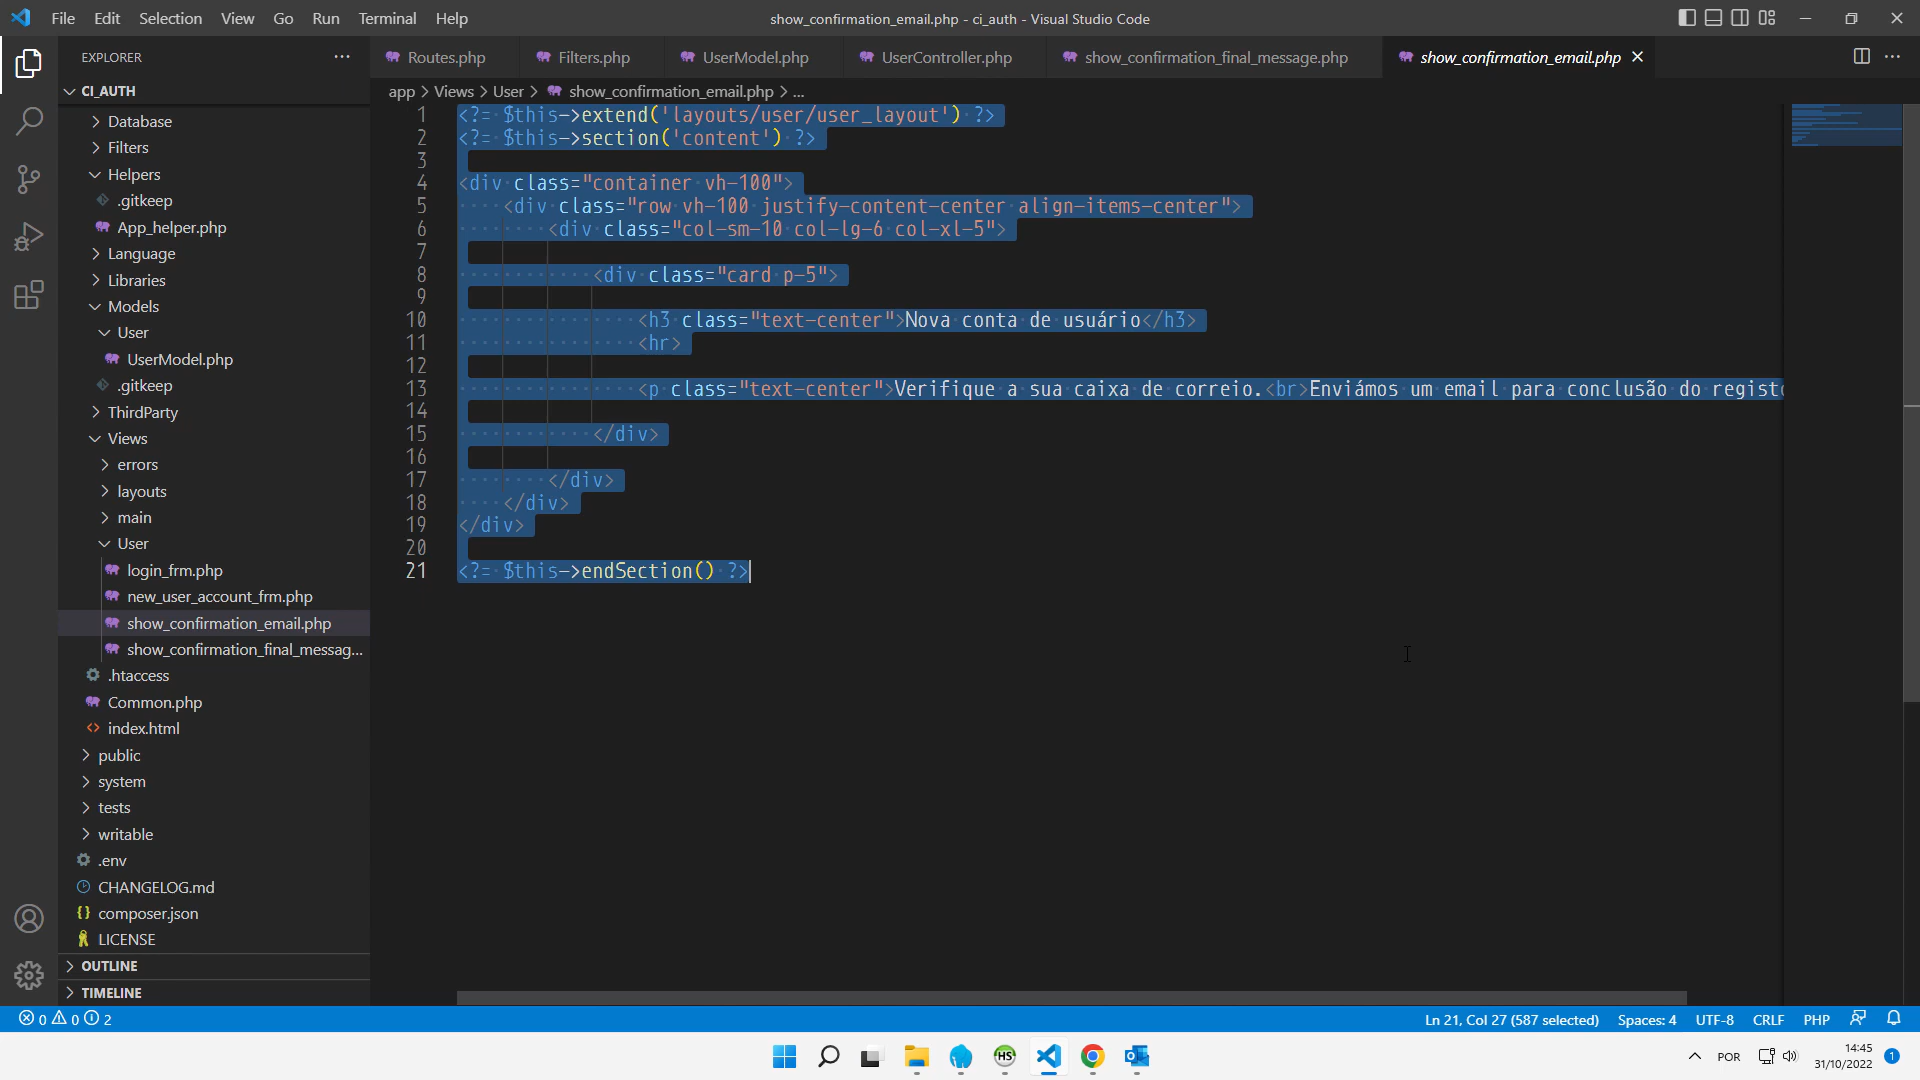 File Edit Selection View Go Run Terminal Help
show_confirmation_email.php - ci_auth - Visual Studio Code
EXPLORER
CI_AUTH
Database
Filters
Helpers
.gitkeep
App_helper.php
Language
Libraries
Models
User
UserModel.php
.gitkeep
ThirdParty
Views
errors
layouts
main
User
login_frm.php
new_user_account_frm.php
show_confirmation_email.php
show_confirmation_final_messag...
.htaccess
Common.php
index.html
public
system
tests
writable
.env
CHANGELOG.md
composer.json
LICENSE
OUTLINE
TIMELINE
Routes.php Filters.php UserModel.php UserController.php show_confirmation_final_message.php show_confirmation_email.php
app > Views > User > show_confirmation_email.php > ...
1 <?= $this->extend('layouts/user/user_layout') ?>
2 <?= $this->section('content') ?>
3
4 <div class="container vh-100">
5 <div class="row vh-100 justify-content-center align-items-center">
6 <div class="col-sm-10 col-lg-6 col-xl-5">
7
8 <div class="card p-5">
9
10 <h3 class="text-center">Nova conta de usuário</h3>
11 <hr>
12
13 <p class="text-center">Verifique a sua caixa de correio.<br>Enviámos um email para conclusão do registo
14
15 </div>
16
17 </div>
18 </div>
19 </div>
20
21 <?= $this->endSection() ?>
0 0 2
Ln 21, Col 27 (587 selected) Spaces: 4 UTF-8 CRLF PHP
HS
POR
14:45
31/10/2022
1